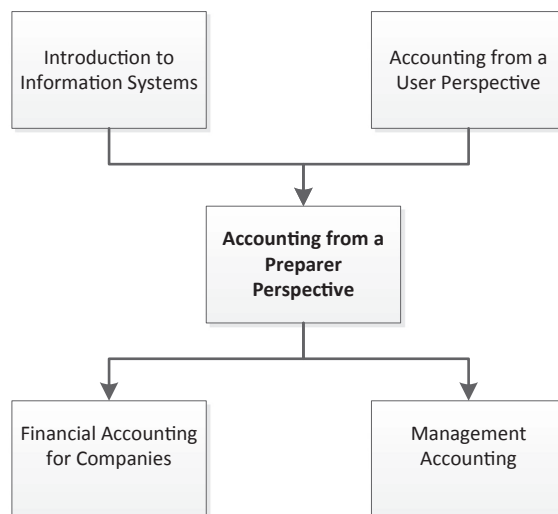 Introduction to
Information Systems
Accounting from a
User Perspective
Accounting from a
Preparer
Perspective
Financial Accounting
for Companies
Management
Accounting